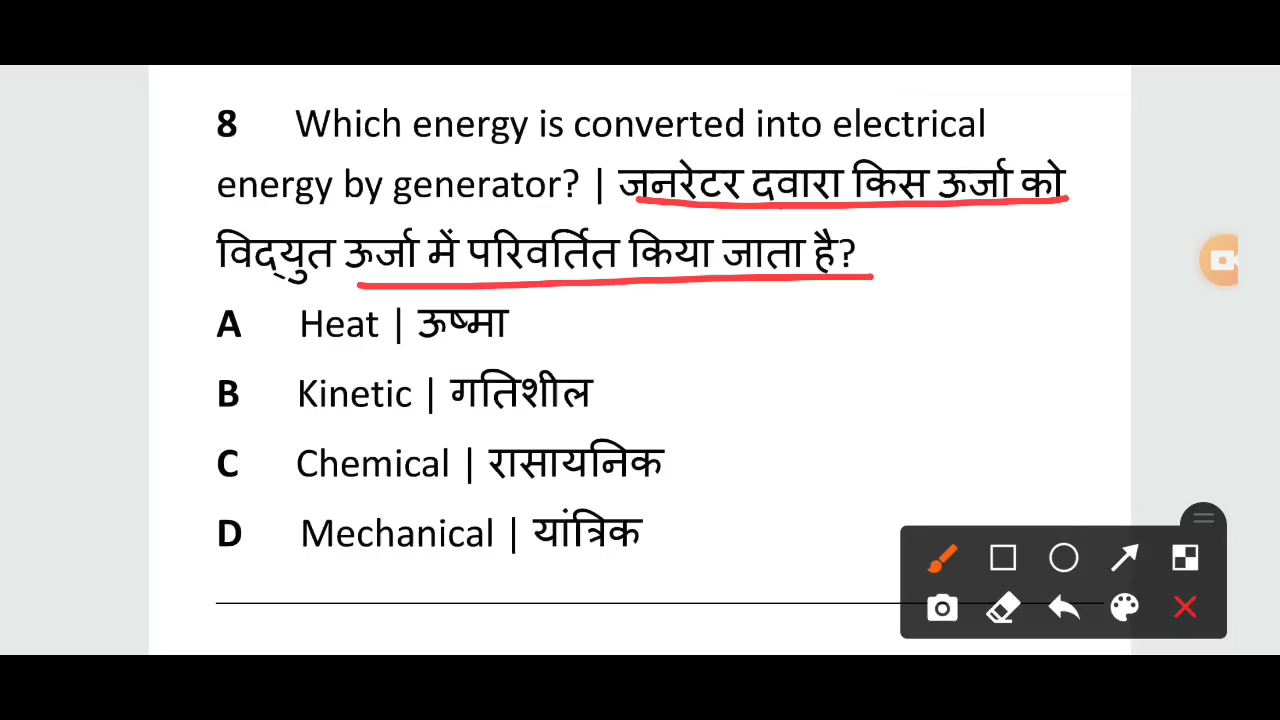 8 Which energy is converted into electrical
energy by generator? | जनरेटर दवारा किस ऊर्जा को
विद्‌युत ऊर्जा में परिवर्तित किया जाता है?
A Heat | ऊष्मा
B Kinetic | गतिशील
C Chemical | रासायनिक
D Mechanical | यांत्रिक